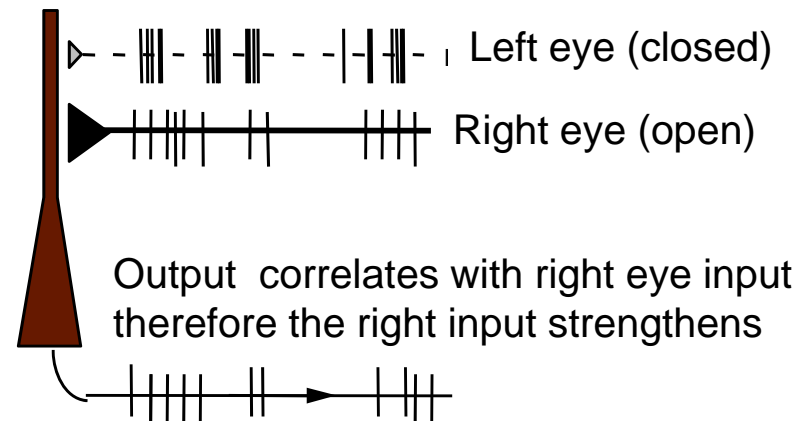 Left eye (closed)
Right eye (open)
Output correlates with right eye input
therefore the right input strengthens